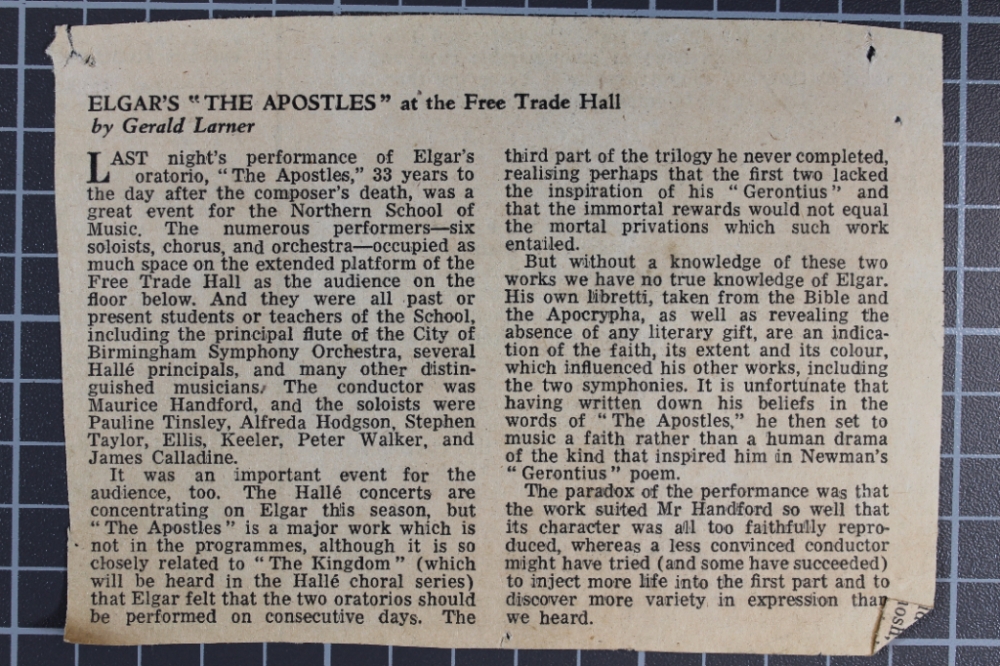 ELGAR'S "THE APOSTLES" at the Free Trade Hall
by Gerald Larner
LAST night's performance of Elgar's
oratorio, "The Apostles," 33 years to
the day after the composer's death, was a
great event for the Northern School of
Music. The numerous performers—six
soloists, chorus, and orchestra—occupied as
much space on the extended platform of the
Free Trade Hall as the audience on the
floor below. And they were all past or
present students or teachers of the School,
including the principal flute of the City of
Birmingham Symphony Orchestra, several
Hallé principals, and many other distin-
guished musicians. The conductor was
Maurice Handford, and the soloists were
Pauline Tinsley, Alfreda Hodgson, Stephen
Taylor, Ellis, Keeler, Peter Walker, and
James Calladine.
It was an important event for the
audience, too. The Hallé concerts are
concentrating on Elgar this season, but
"The Apostles" is a major work which is
not in the programmes, although it is so
closely related to "The Kingdom" (which
will be heard in the Hallé choral series)
that Elgar felt that the two oratorios should
be performed on consecutive days. The
third part of the trilogy he never completed,
realising perhaps that the first two lacked
the inspiration of his "Gerontius" and
that the immortal rewards would not equal
the mortal privations which such work
entailed.
But without a knowledge of these two
works we have no true knowledge of Elgar.
His own libretti, taken from the Bible and
the Apocrypha, as well as revealing the
absence of any literary gift, are an indica-
tion of the faith, its extent and its colour,
which influenced his other works, including
the two symphonies. It is unfortunate that
having written down his beliefs in the
words of "The Apostles," he then set to
music a faith rather than a human drama
of the kind that inspired him in Newman's
"Gerontius" poem.
The paradox of the performance was that
the work suited Mr Handford so well that
its character was all too faithfully repro-
duced, whereas a less convinced conductor
might have tried (and some have succeeded)
to inject more life into the first part and to
discover more variety in expression than
we heard.